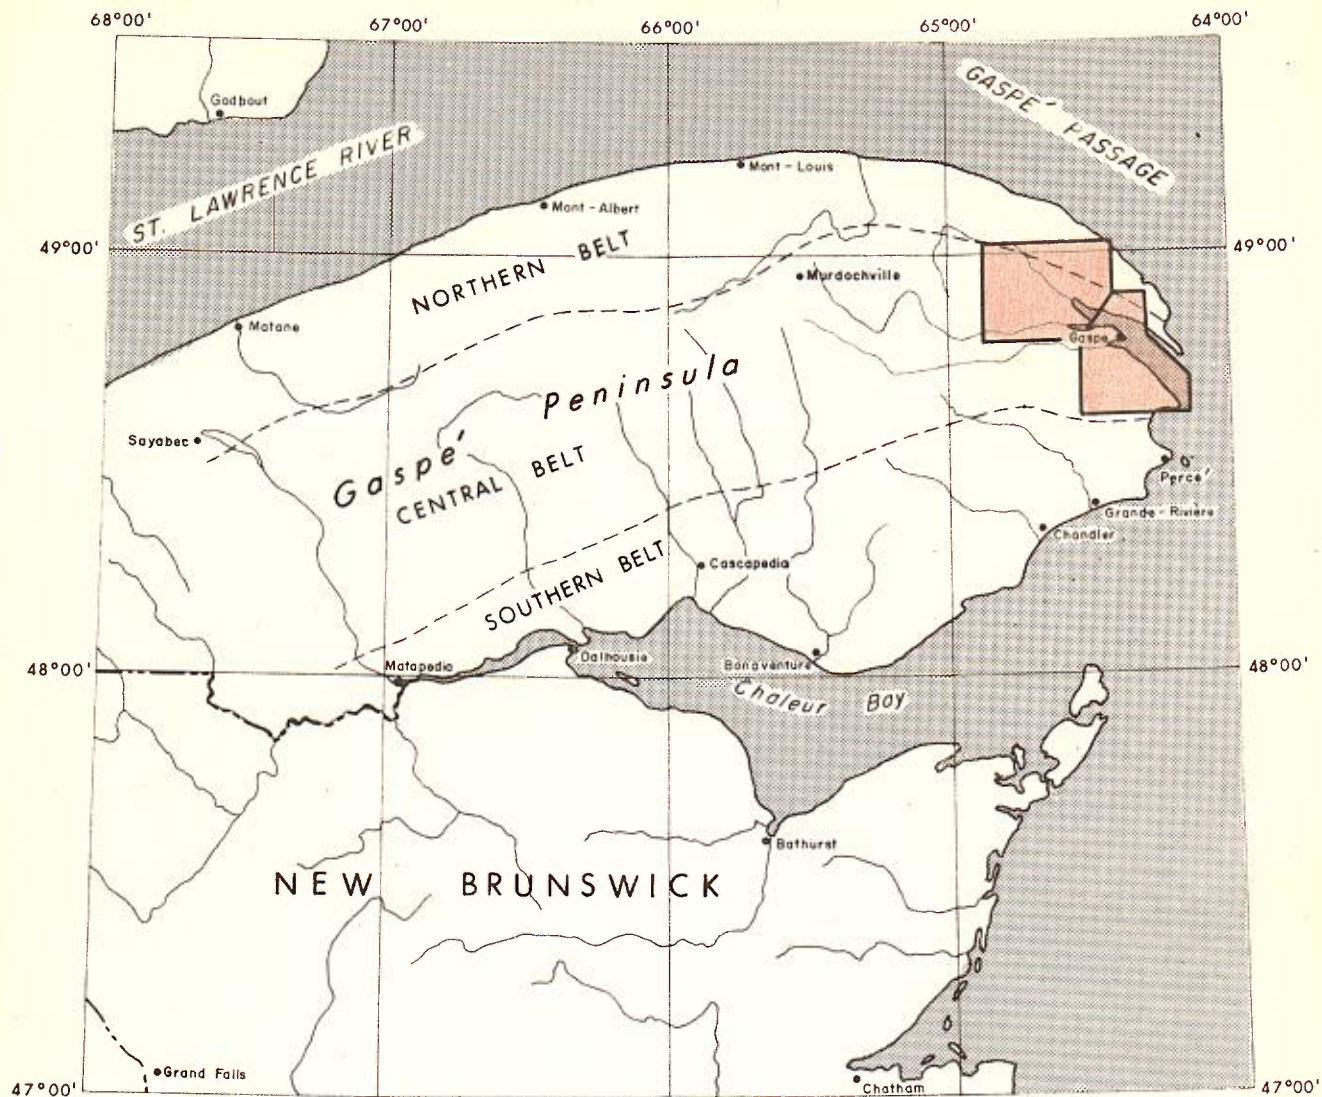 68°00'
67°00'
66°00'
65°00'
64°00'
GASPÉ PASSAGE
Godbout
ST. LAWRENCE RIVER
Mont-Louis
Mont-Albert
49°00'
49°00'
NORTHERN BELT
Murdochville
Matane
Gaspe
Gaspé Peninsula
Sayabec
CENTRAL BELT
Percé
Grande-Rivière
Chandler
SOUTHERN BELT
Cascapedia
Matapedia
Dalhousie
Bonaventure
48°00'
48°00'
Chaleur Bay
Bathurst
NEW BRUNSWICK
Grand Falls
Chatham
47°00'
47°00'